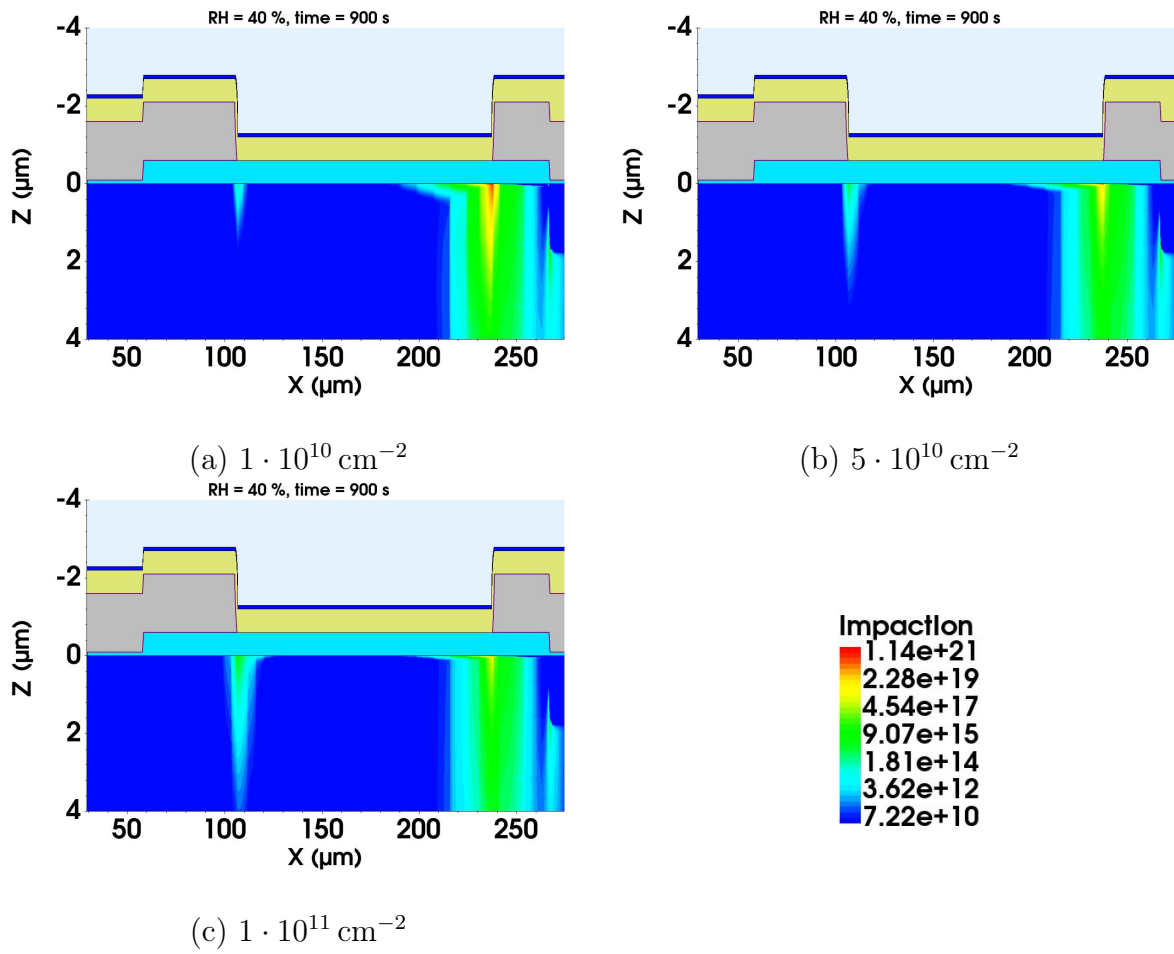 RH = 40 %, time = 900 s
-4
-2
0
2
4
Z (µm)
50 100 150 200 250
X (µm)
(a) 1 · 10^{10} cm^{−2}
RH = 40 %, time = 900 s
-4
-2
0
2
4
Z (µm)
50 100 150 200 250
X (µm)
(b) 5 · 10^{10} cm^{−2}
RH = 40 %, time = 900 s
-4
-2
0
2
4
Z (µm)
50 100 150 200 250
X (µm)
(c) 1 · 10^{11} cm^{−2}
ImpactIon
1.14e+21
2.28e+19
4.54e+17
9.07e+15
1.81e+14
3.62e+12
7.22e+10